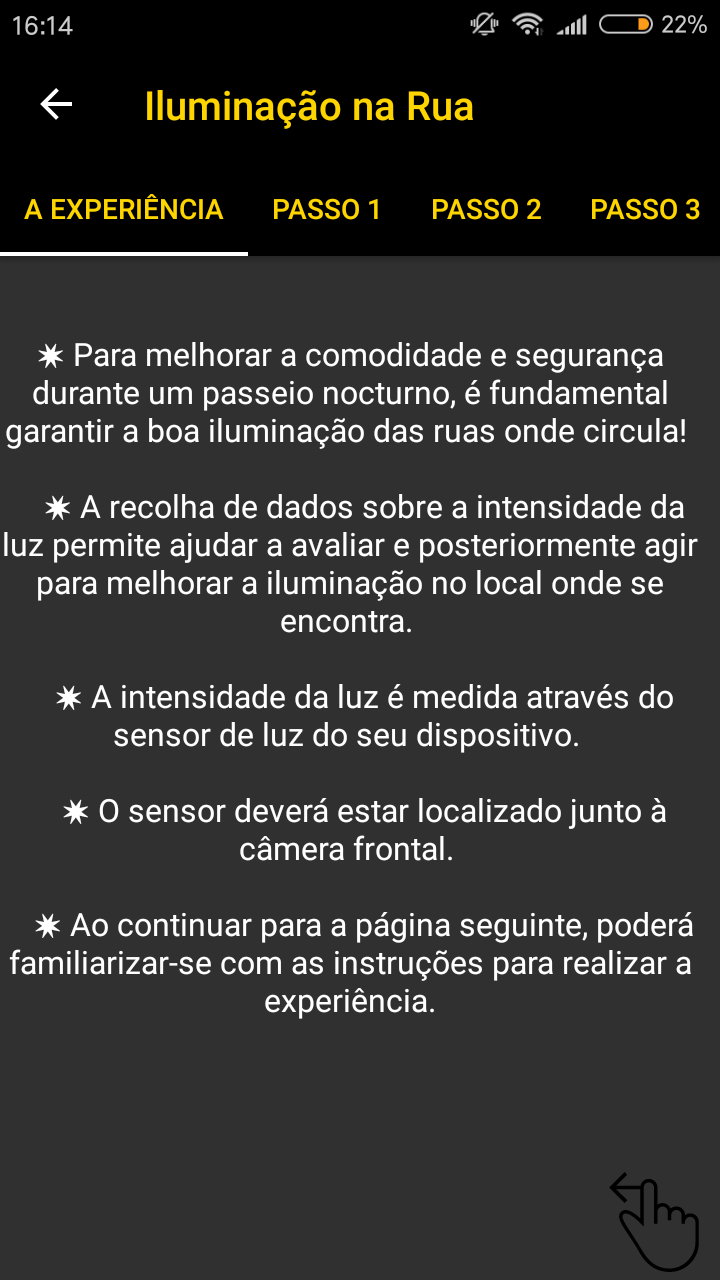 16:14
22%
Iluminação na Rua
A EXPERIÊNCIA PASSO 1 PASSO 2 PASSO 3
✷ Para melhorar a comodidade e segurança
durante um passeio nocturno, é fundamental
garantir a boa iluminação das ruas onde circula!
✷ A recolha de dados sobre a intensidade da
luz permite ajudar a avaliar e posteriormente agir
para melhorar a iluminação no local onde se
encontra.
✷ A intensidade da luz é medida através do
sensor de luz do seu dispositivo.
✷ O sensor deverá estar localizado junto à
câmera frontal.
✷ Ao continuar para a página seguinte, poderá
familiarizar-se com as instruções para realizar a
experiência.